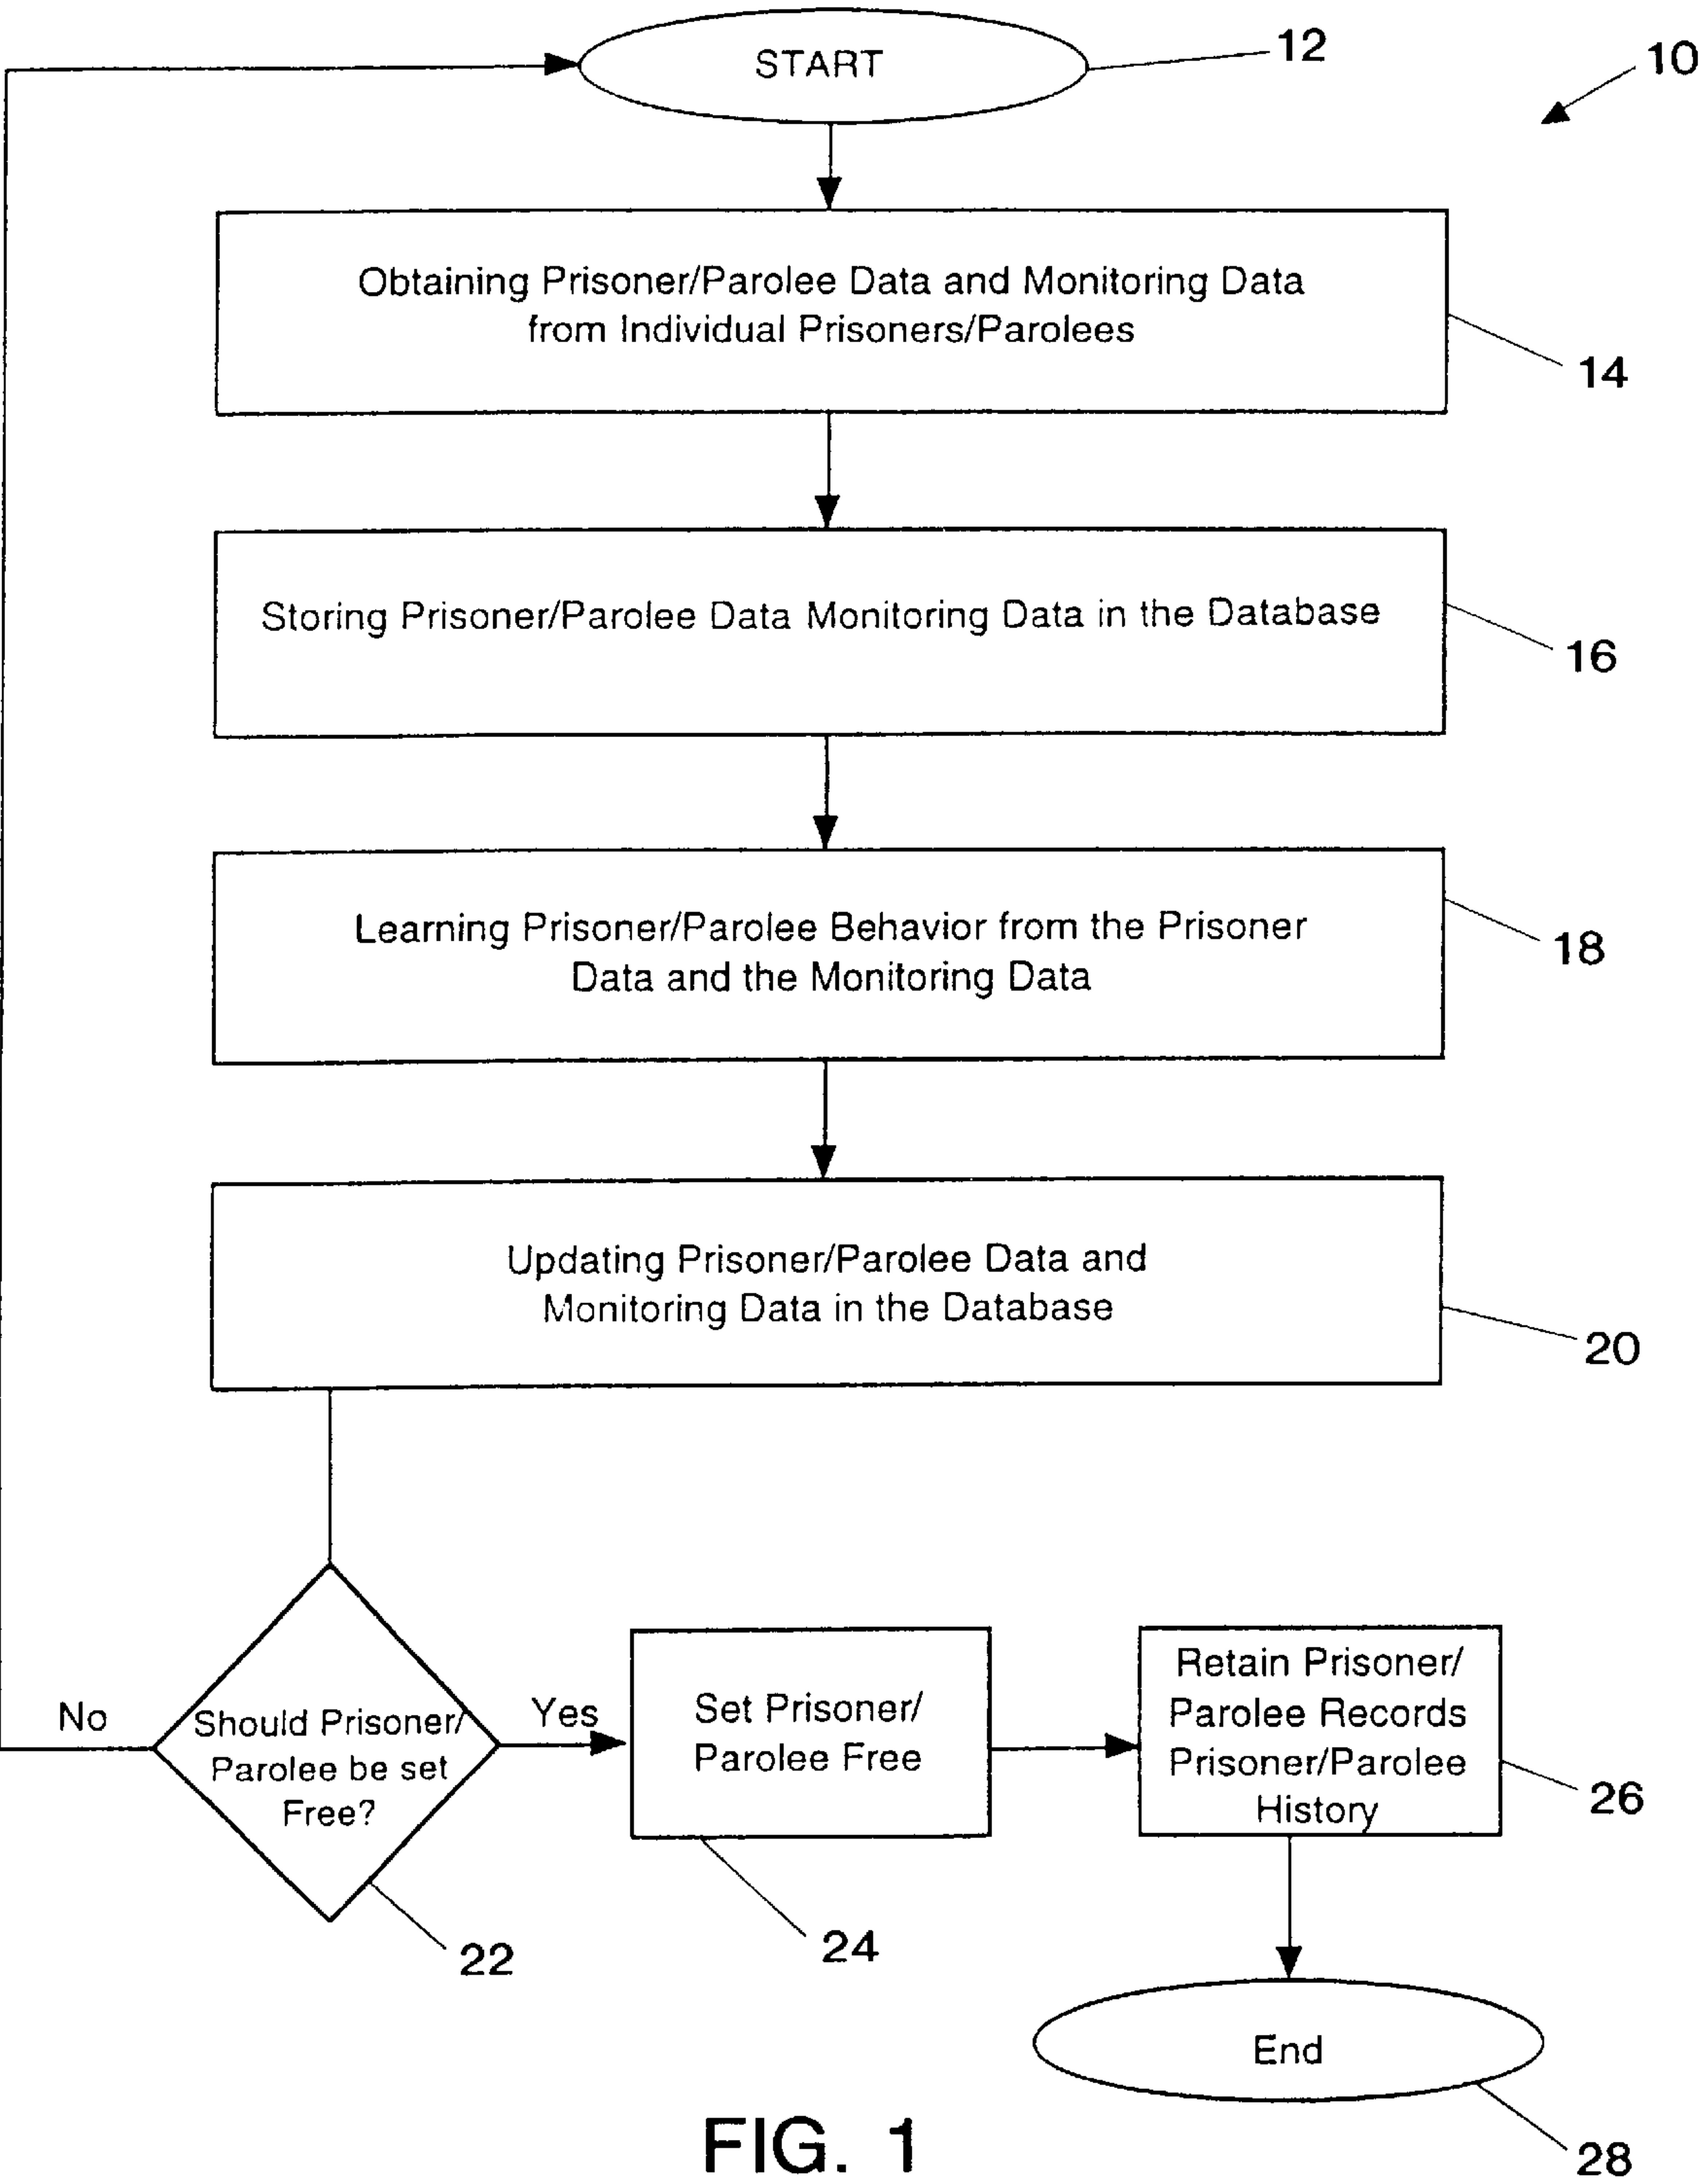 START
12
10
Obtaining Prisoner/Parolee Data and Monitoring Data
from Individual Prisoners/Parolees
14
Storing Prisoner/Parolee Data Monitoring Data in the Database
16
Learning Prisoner/Parolee Behavior from the Prisoner
Data and the Monitoring Data
18
Updating Prisoner/Parolee Data and
Monitoring Data in the Database
20
No
Should Prisoner/
Parolee be set
Free?
22
Yes
Set Prisoner/
Parolee Free
24
Retain Prisoner/
Parolee Records
Prisoner/Parolee
History
26
End
28
FIG. 1